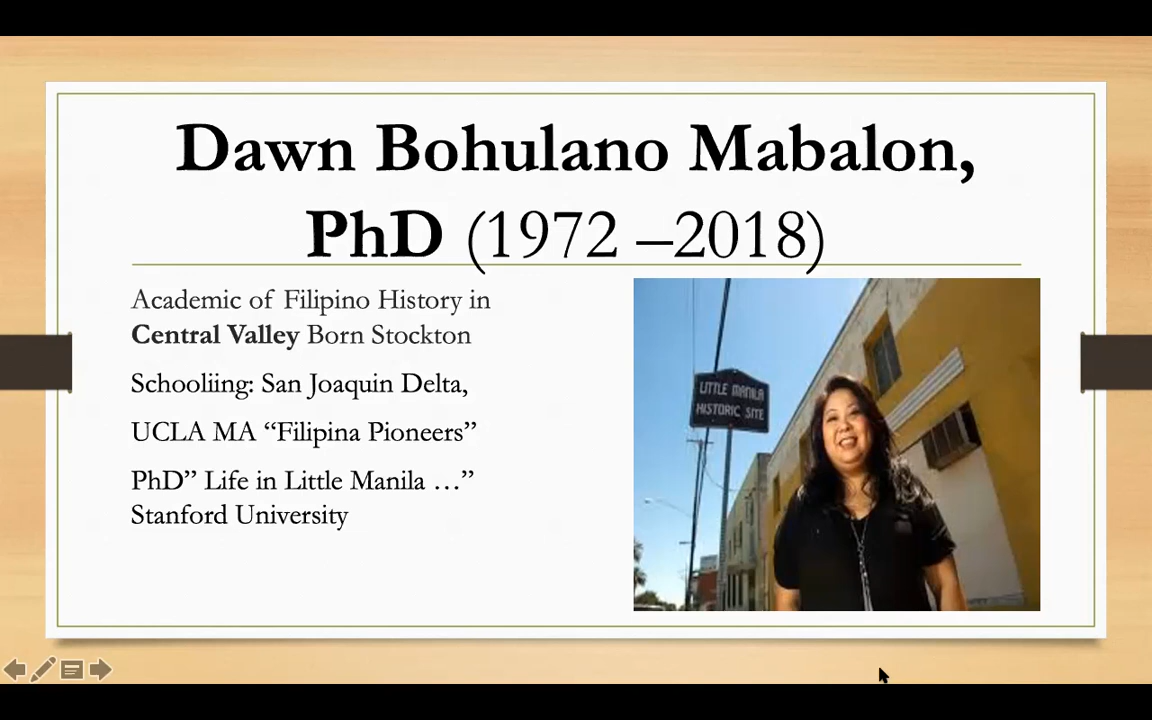 Dawn Bohulano Mabalon,
PhD (1972 –2018)
Academic of Filipino History in
Central Valley Born Stockton
Schooliing: San Joaquin Delta,
UCLA MA “Filipina Pioneers”
PhD” Life in Little Manila …”
Stanford University
LITTLE MANILA
HISTORIC SITE